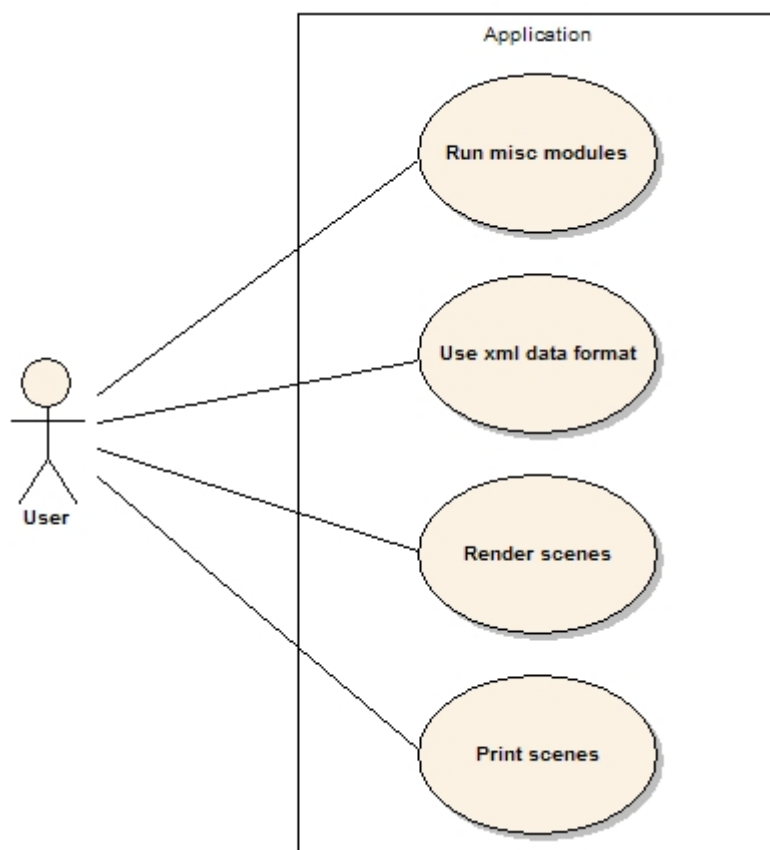 Application
Run misc modules
Use xml data format
User
Render scenes
Print scenes